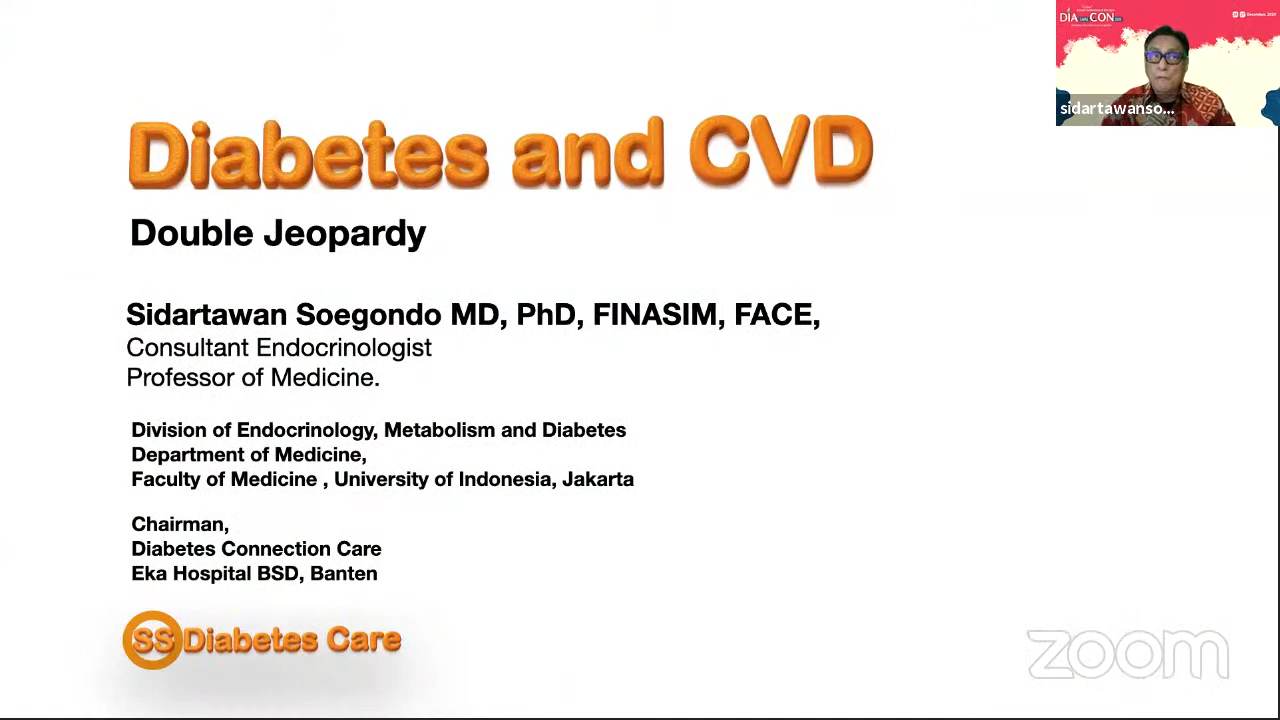 Diabetes and CVD
Double Jeopardy
Sidartawan Soegondo MD, PhD, FINASIM, FACE,
Consultant Endocrinologist
Professor of Medicine.
Division of Endocrinology, Metabolism and Diabetes
Department of Medicine,
Faculty of Medicine , University of Indonesia, Jakarta
Chairman,
Diabetes Connection Care
Eka Hospital BSD, Banten
SS Diabetes Care
DIA CON
sidartawanso...
zoom